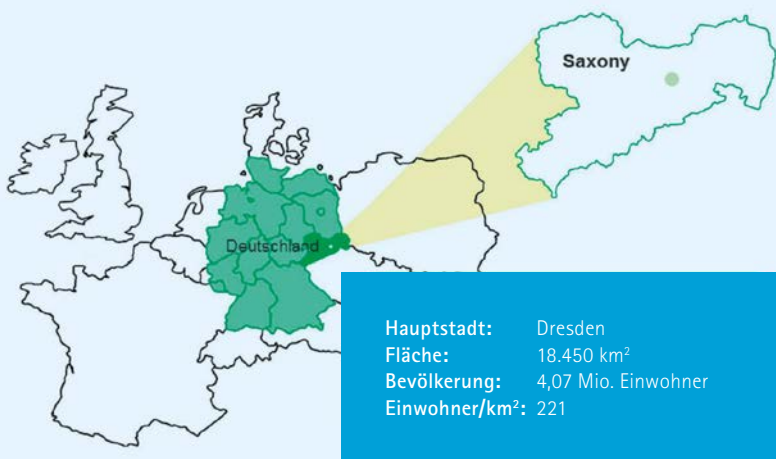 Saxony
Deutschland
Hauptstadt: Dresden
Fläche: 18.450 km²
Bevölkerung: 4,07 Mio. Einwohner
Einwohner/km²: 221